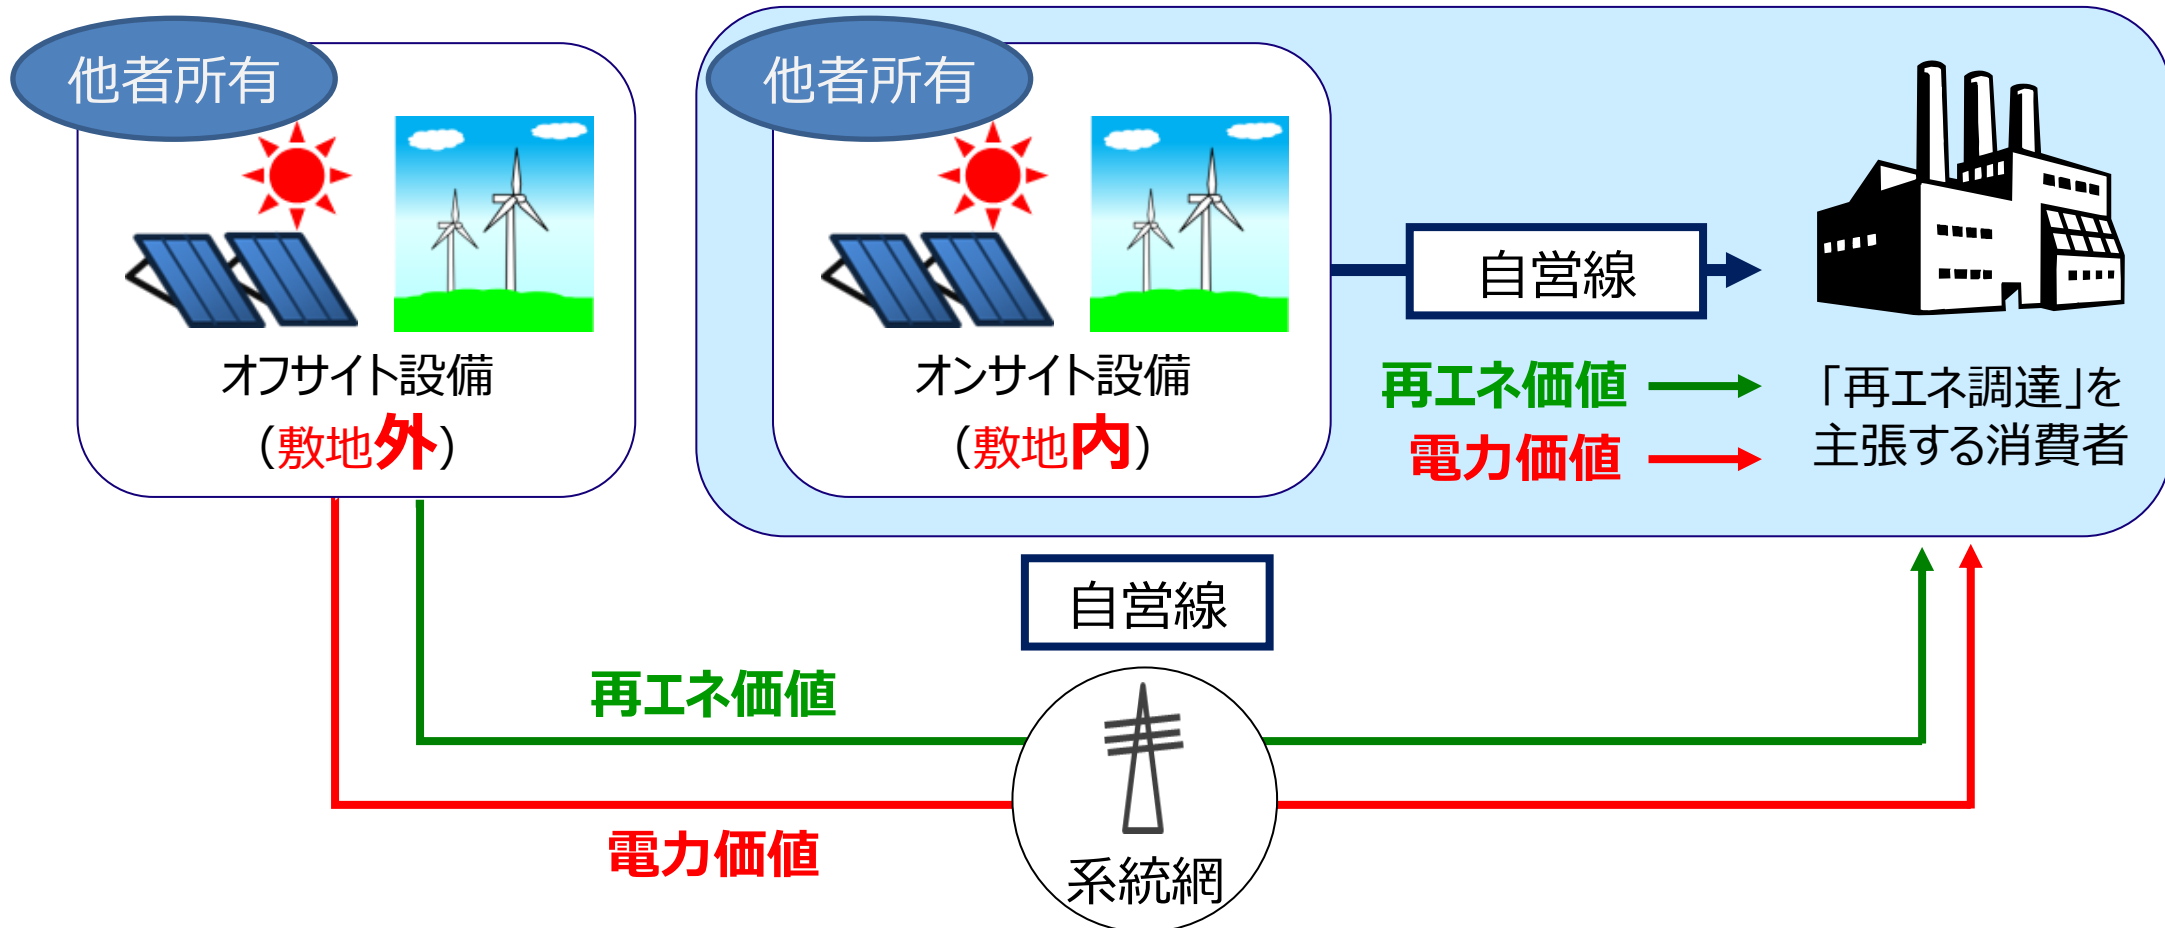 他者所有
オフサイト設備
（敷地外）
他者所有
オンサイト設備
（敷地内）
自営線
再エネ価値
電力価値
「再エネ調達」を
主張する消費者
自営線
再エネ価値
電力価値
系統網